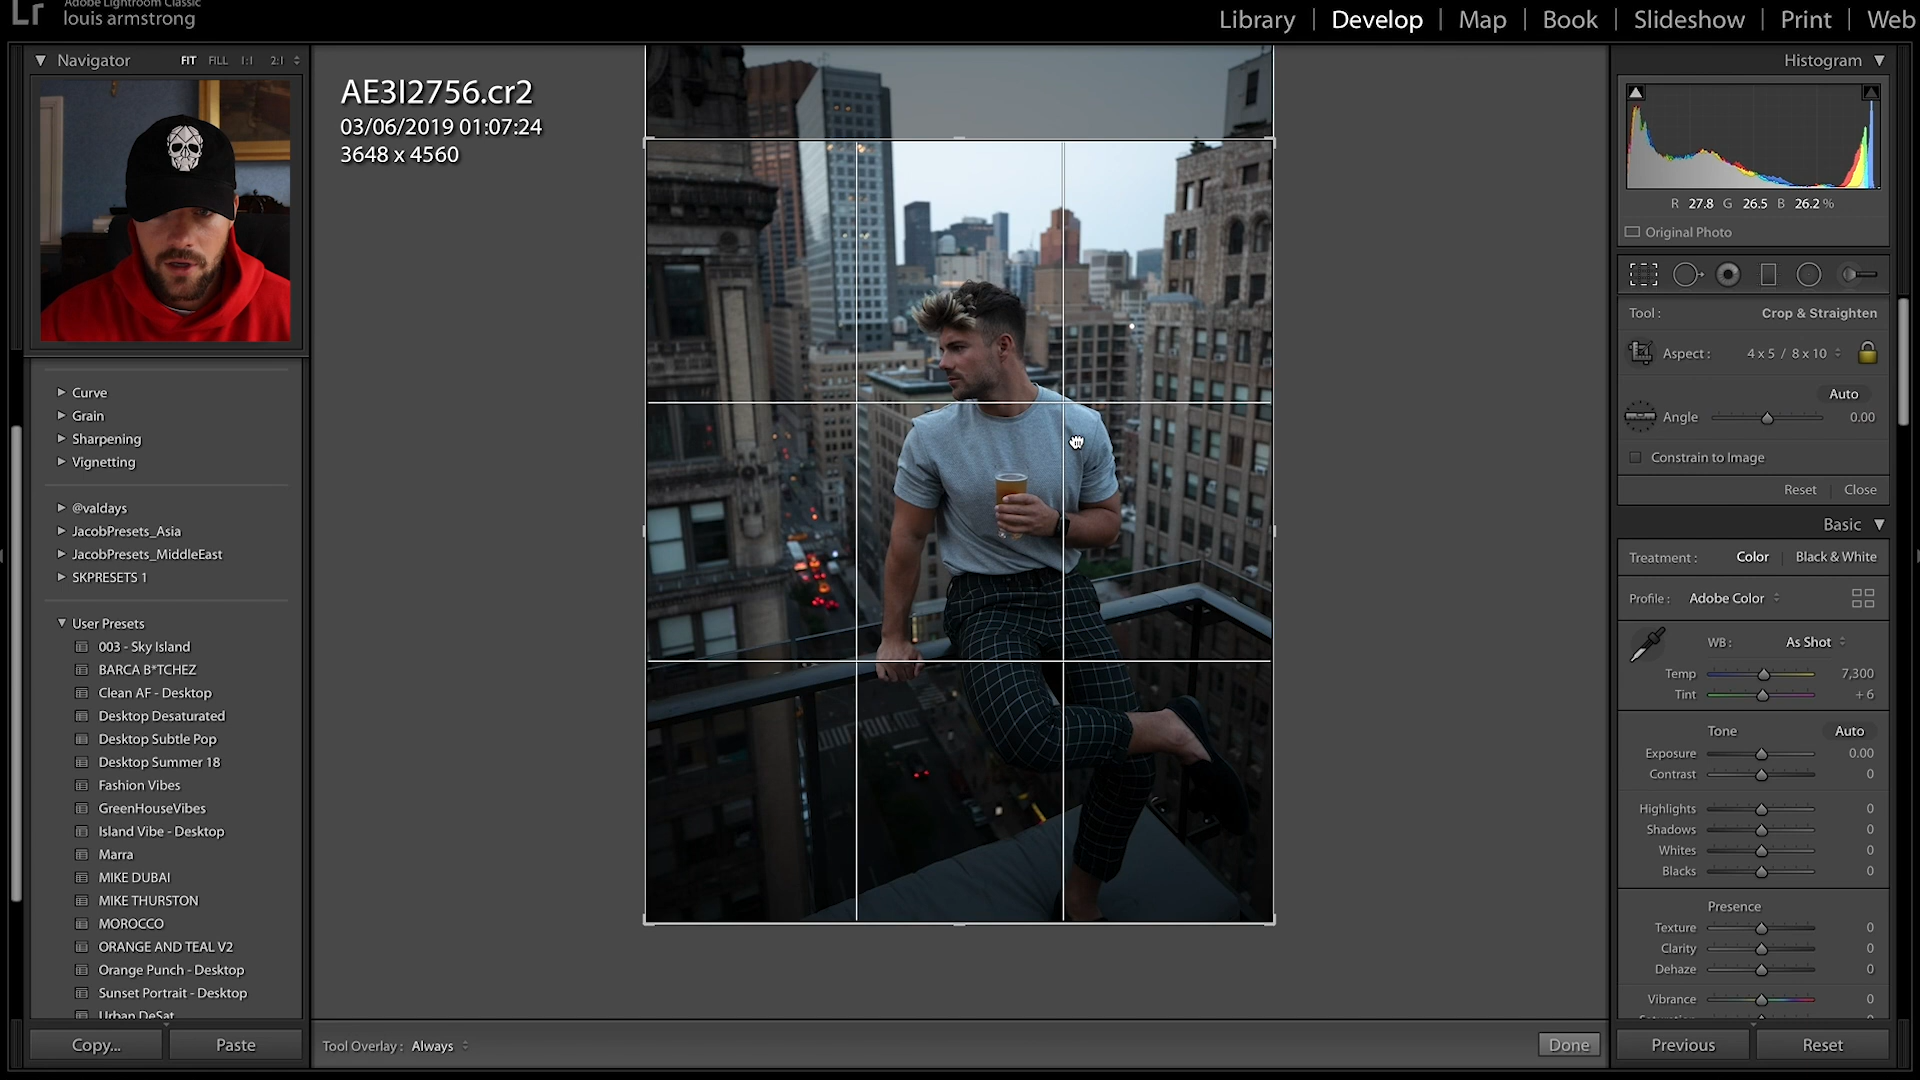 Lr
Adobe Lightroom Classic
louis armstrong
Library
Develop
Map
Book
Slideshow
Print
Web
Navigator
FIT
FILL
1:1
2:1
Curve
Grain
Sharpening
Vignetting
@valdays
JacobPresets_Asia
JacobPresets_MiddleEast
SKPRESETS 1
User Presets
003 - Sky Island
BARCA B*TCHEZ
Clean AF - Desktop
Desktop Desaturated
Desktop Subtle Pop
Desktop Summer 18
Fashion Vibes
GreenHouseVibes
Island Vibe - Desktop
Marra
MIKE DUBAI
MIKE THURSTON
MOROCCO
ORANGE AND TEAL V2
Orange Punch - Desktop
Sunset Portrait - Desktop
Urban DeSat
Copy...
Paste
AE3I2756.cr2
03/06/2019 01:07:24
3648 x 4560
Tool Overlay : Always
Done
Histogram
R 27.8 G 26.5 B 26.2 %
Original Photo
Tool : Crop & Straighten
Aspect : 4 x 5 / 8 x 10
Auto
Angle 0.00
Constrain to Image
Reset
Close
Basic
Treatment : Color Black & White
Profile : Adobe Color
WB : As Shot
Temp 7,300
Tint + 6
Tone Auto
Exposure 0.00
Contrast 0
Highlights 0
Shadows 0
Whites 0
Blacks 0
Presence
Texture 0
Clarity 0
Dehaze 0
Vibrance 0
Previous
Reset